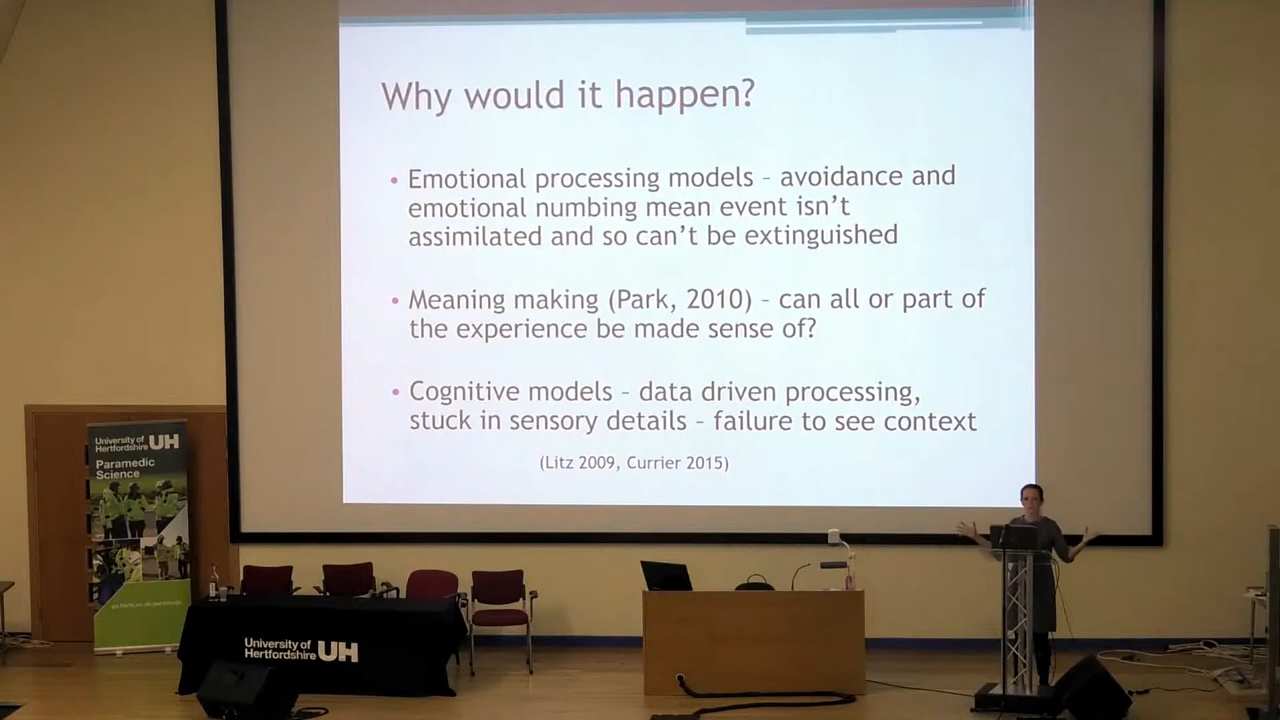 Why would it happen?
• Emotional processing models – avoidance and
emotional numbing mean event isn't
assimilated and so can't be extinguished
• Meaning making (Park, 2010) – can all or part of
the experience be made sense of?
• Cognitive models – data driven processing,
stuck in sensory details – failure to see context
(Litz 2009, Currier 2015)
University of
Hertfordshire UH
Paramedic
Science
University of
Hertfordshire UH